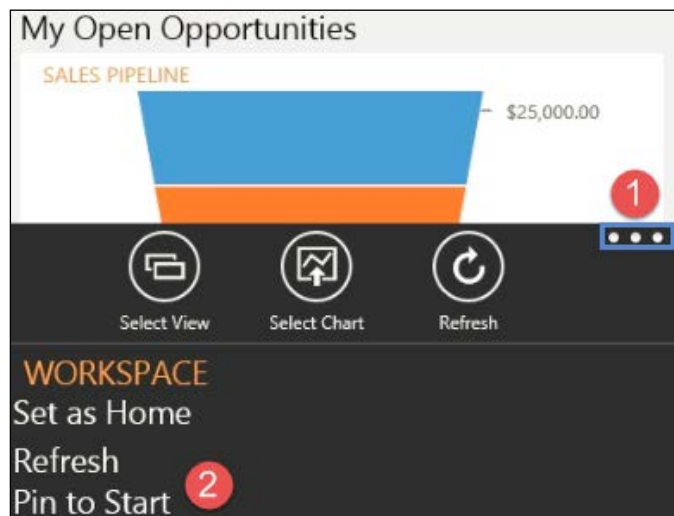 My Open Opportunities
SALES PIPELINE
$25,000.00
1
Select View
Select Chart
Refresh
WORKSPACE
Set as Home
Refresh
Pin to Start
2